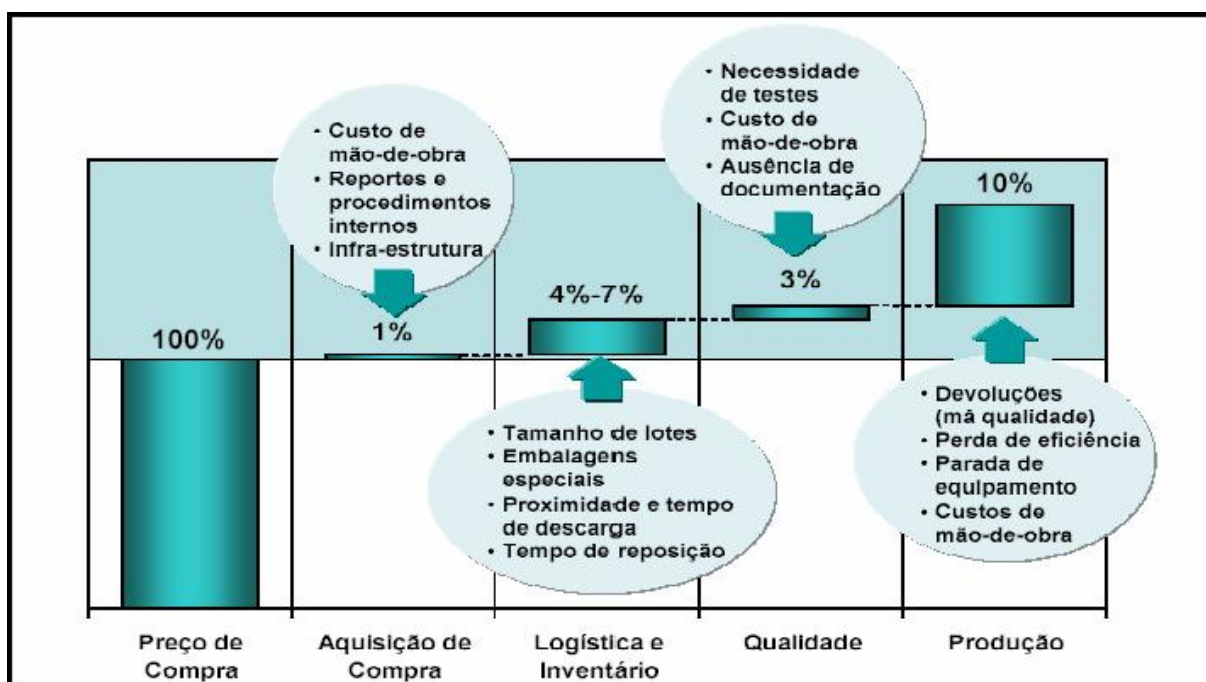 • Custo de
mão-de-obra
• Reportes e
procedimentos
internos
• Infra-estrutura
• Necessidade
de testes
• Custo de
mão-de-obra
• Ausência de
documentação
100%
1%
4%-7%
3%
10%
• Tamanho de lotes
• Embalagens
especiais
• Proximidade e tempo
de descarga
• Tempo de reposição
• Devoluções
(má qualidade)
• Perda de eficiência
• Parada de
equipamento
• Custos de
mão-de-obra
Preço de
Compra
Aquisição de
Compra
Logística e
Inventário
Qualidade
Produção